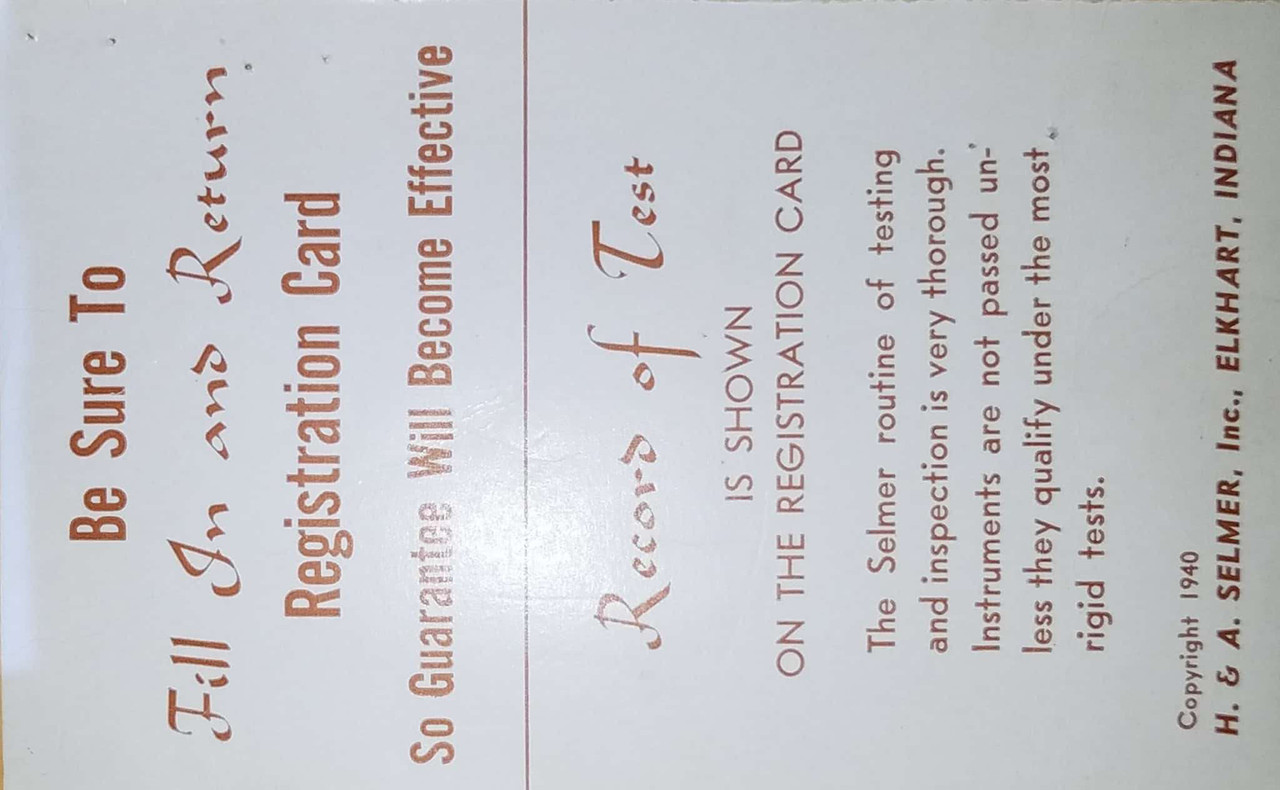 Be Sure To
Fill In and Return
Registration Card
So Guarantee Will Become Effective
Record of Test
IS SHOWN
ON THE REGISTRATION CARD
The Selmer routine of testing
and inspection is very thorough.
Instruments are not passed un-
less they qualify under the most
rigid tests.
Copyright 1940
H. & A. SELMER, Inc., ELKHART, INDIANA